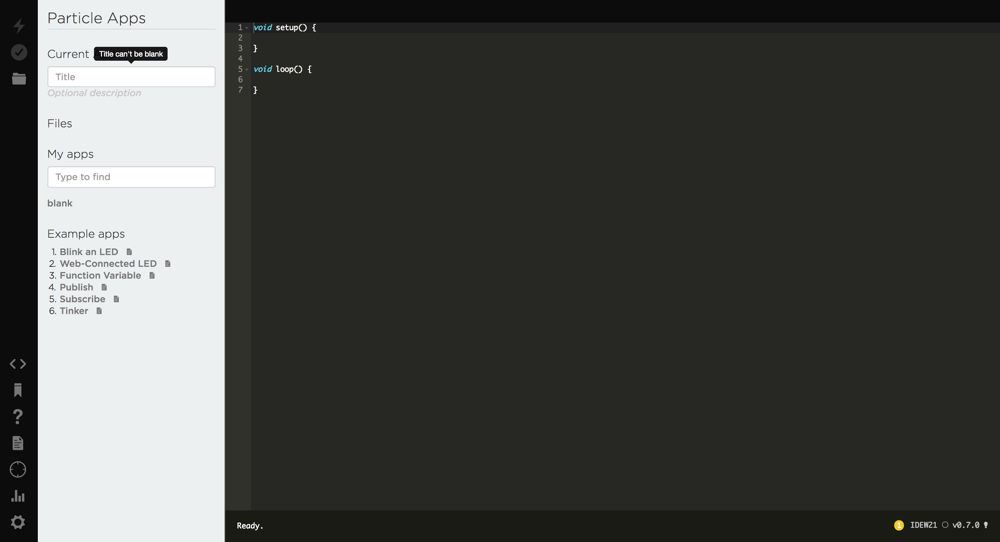 Particle Apps
Current
Title can't be blank
Title
Optional description
Files
My apps
Type to find
blank
Example apps
1. Blink an LED
2. Web-Connected LED
3. Function Variable
4. Publish
5. Subscribe
6. Tinker
1 void setup() {
2
3 }
4
5 void loop() {
6
7 }
Ready.
1 IDEW21 v0.7.0